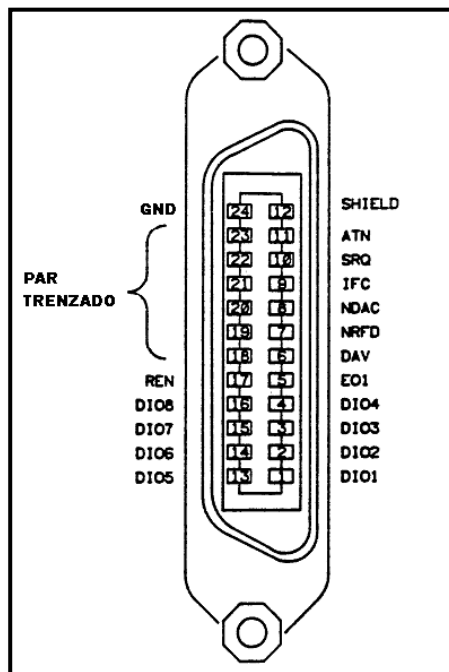 GND 24 12 SHIELD
23 11 ATN
22 10 SRQ
PAR TRENZADO
21 9 IFC
20 8 NDAC
19 7 NRFD
18 6 DAV
REN 17 5 EO1
DIO8 16 4 DIO4
DIO7 15 3 DIO3
DIO6 14 2 DIO2
DIO5 13 1 DIO1